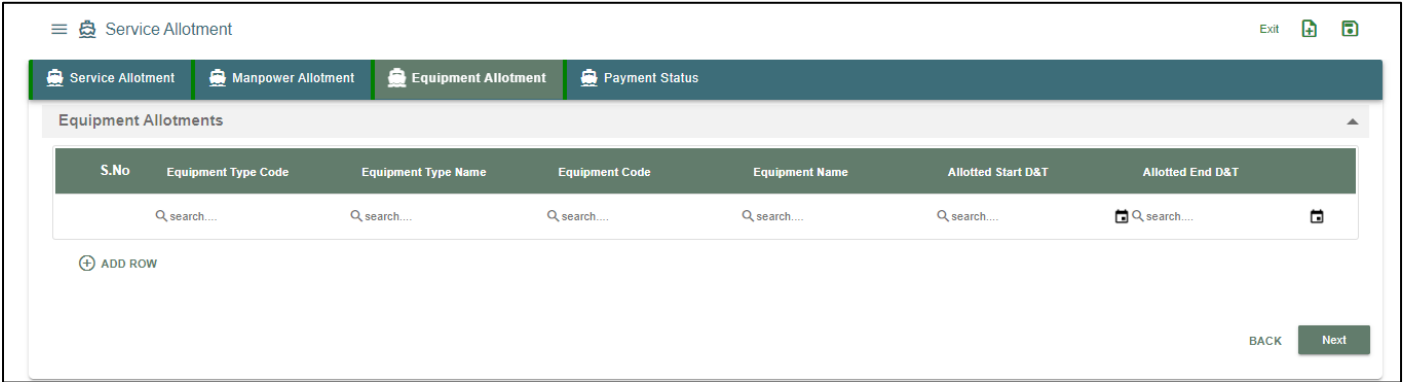 Service Allotment
Exit
Service Allotment Manpower Allotment Equipment Allotment Payment Status
Equipment Allotments
S.No Equipment Type Code Equipment Type Name Equipment Code Equipment Name Allotted Start D&T Allotted End D&T
search.... search.... search.... search.... search.... search....
ADD ROW
BACK Next